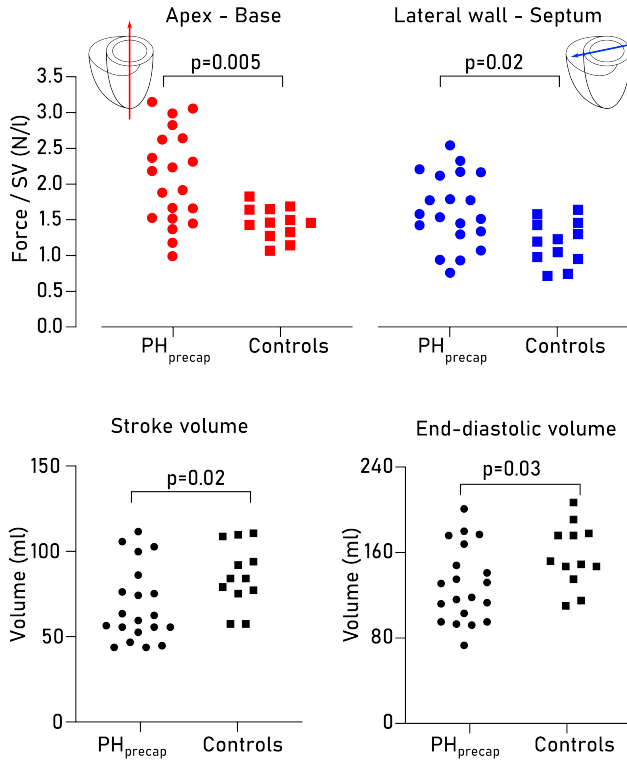 Apex - Base
Lateral wall - Septum
p=0.005
p=0.02
Force / SV (N/l)
3.5
3.0
2.5
2.0
1.5
1.0
0.5
0.0
PHprecap
Controls
PHprecap
Controls
Stroke volume
End-diastolic volume
p=0.02
p=0.03
Volume (ml)
150
100
50
0
PHprecap
Controls
Volume (ml)
240
160
80
0
PHprecap
Controls